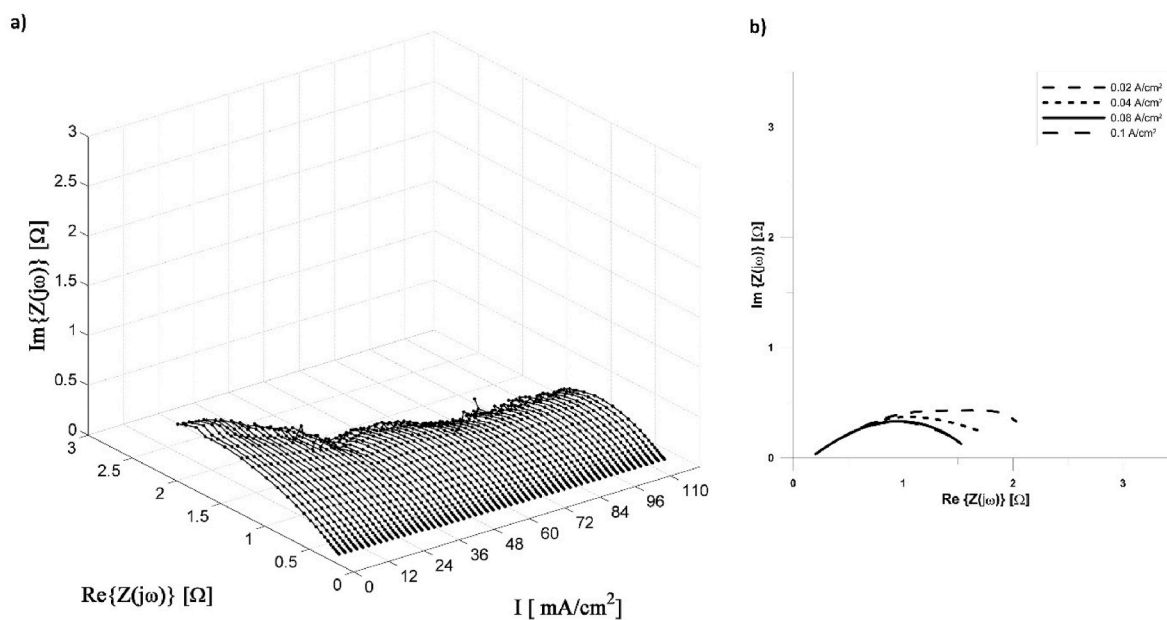 a)
3
2.5
2
1.5
1
0.5
0
Im{Z(jω)} [Ω]
3
2.5
2
1.5
1
0.5
0
Re{Z(jω)} [Ω]
0
12
24
36
48
60
72
84
96
110
I [ mA/cm²]
b)
0.02 A/cm²
0.04 A/cm²
0.08 A/cm²
0.1 A/cm²
3
2
1
0
Im {Z(jω)} [Ω]
0
1
2
3
Re {Z(jω)} [Ω]